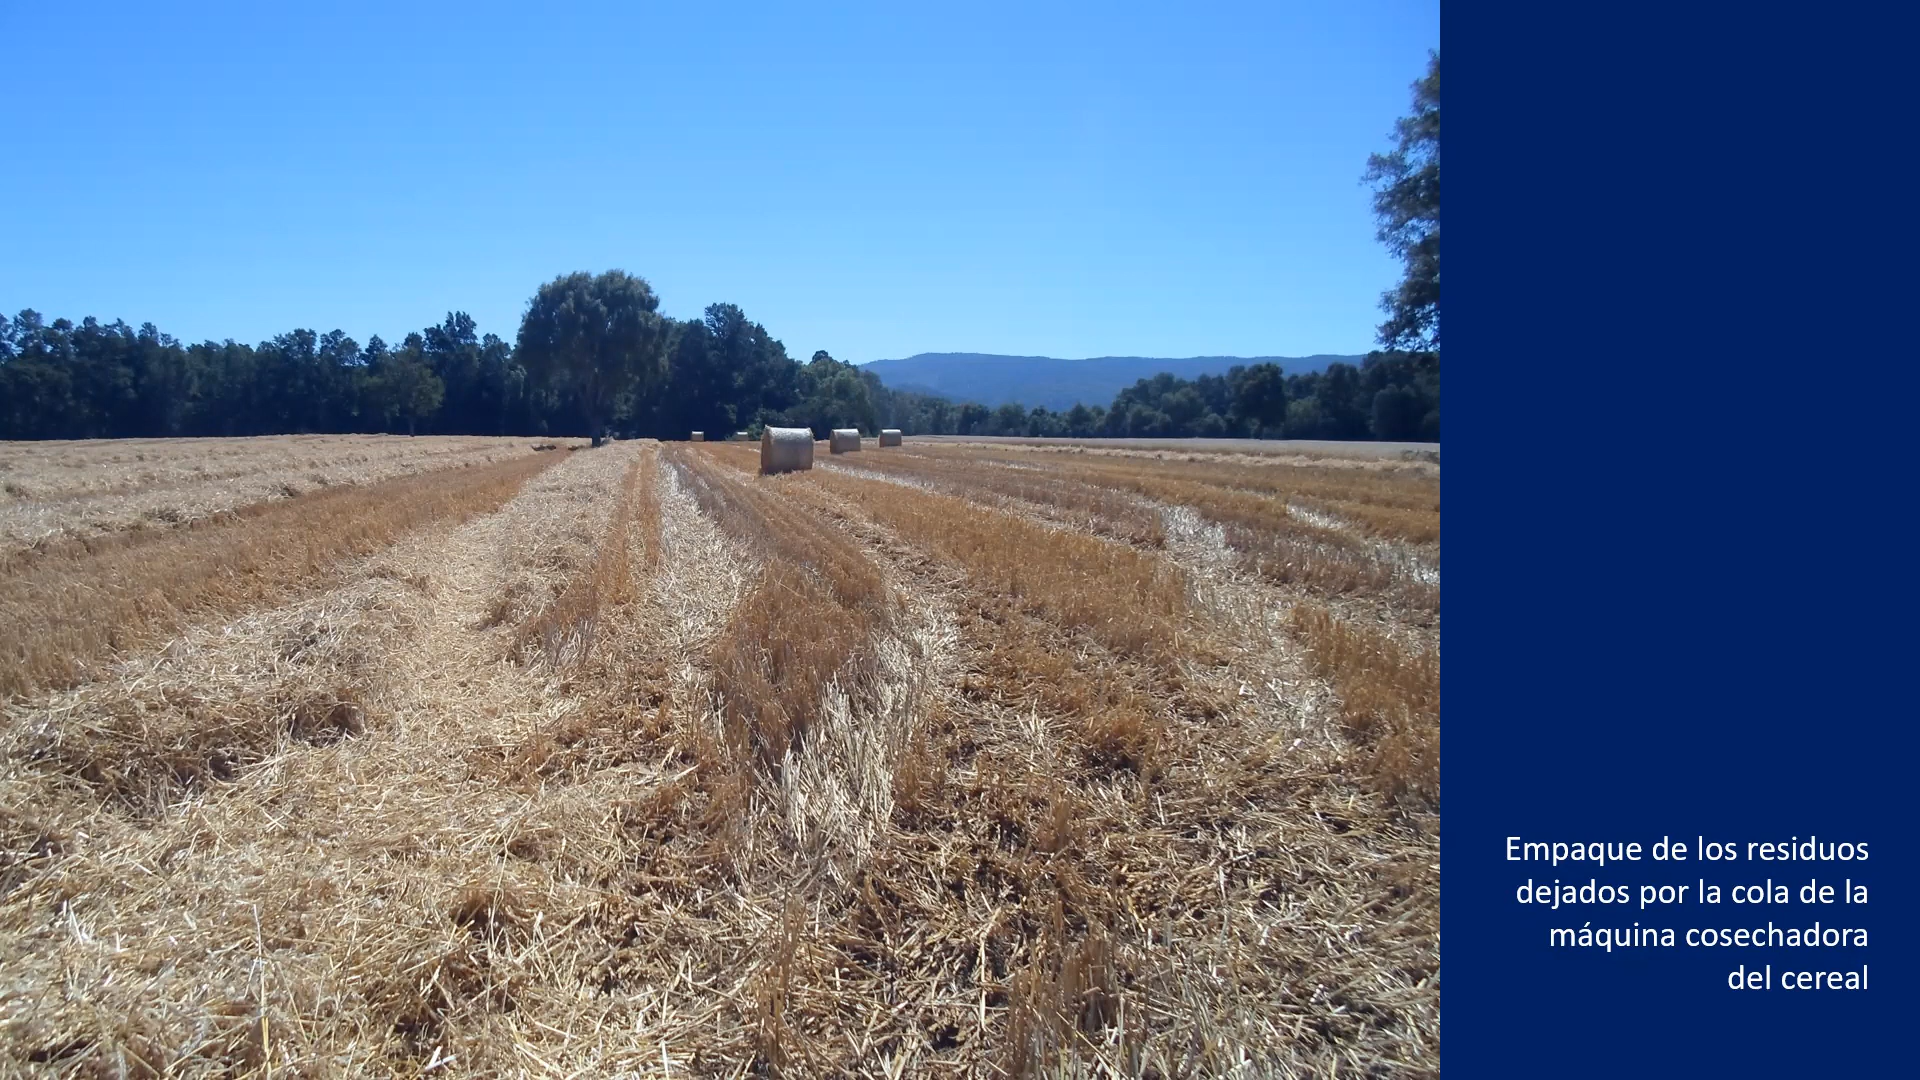 Empaque de los residuos
dejados por la cola de la
máquina cosechadora
del cereal